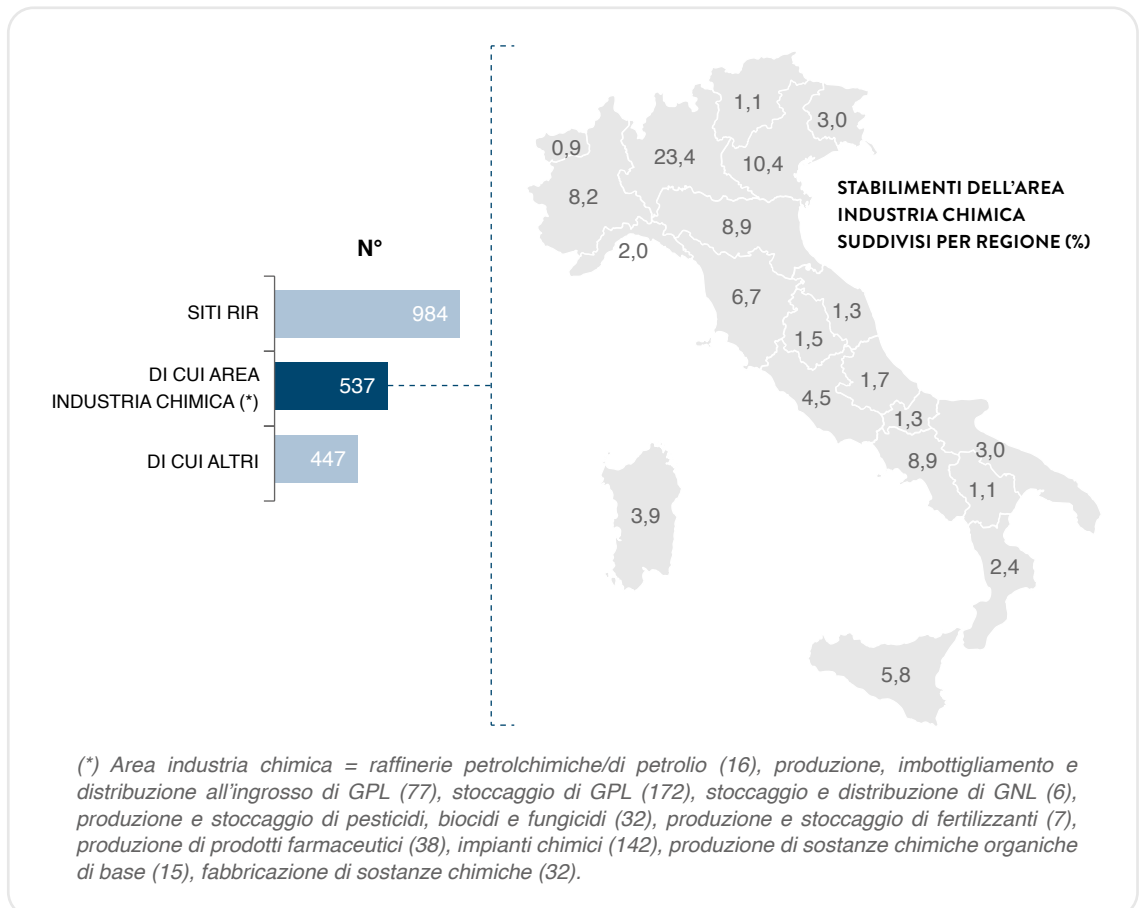 N°
SITI RIR
984
DI CUI AREA
INDUSTRIA CHIMICA (*)
537
DI CUI ALTRI
447
STABILIMENTI DELL'AREA
INDUSTRIA CHIMICA
SUDDIVISI PER REGIONE (%)
1,1
3,0
0,9
23,4
10,4
8,2
8,9
2,0
6,7
1,3
1,5
1,7
4,5
1,3
3,0
8,9
1,1
3,9
2,4
5,8
(*) Area industria chimica = raffinerie petrolchimiche/di petrolio (16), produzione, imbottigliamento e
distribuzione all'ingrosso di GPL (77), stoccaggio di GPL (172), stoccaggio e distribuzione di GNL (6),
produzione e stoccaggio di pesticidi, biocidi e fungicidi (32), produzione e stoccaggio di fertilizzanti (7),
produzione di prodotti farmaceutici (38), impianti chimici (142), produzione di sostanze chimiche organiche
di base (15), fabbricazione di sostanze chimiche (32).